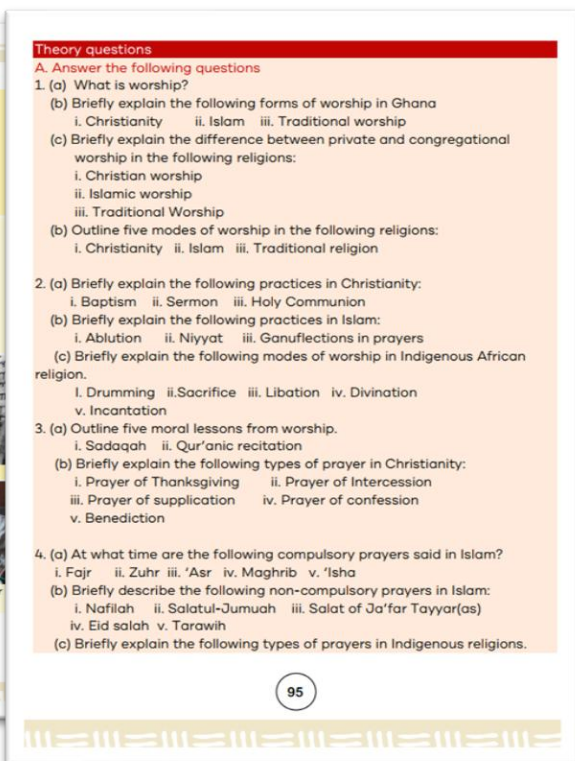 Theory questions
A. Answer the following questions
1. (a) What is worship?
(b) Briefly explain the following forms of worship in Ghana
i. Christianity ii. Islam iii. Traditional worship
(c) Briefly explain the difference between private and congregational
worship in the following religions:
i. Christian worship
ii. Islamic worship
iii. Traditional Worship
(b) Outline five modes of worship in the following religions:
i. Christianity ii. Islam iii. Traditional religion
2. (a) Briefly explain the following practices in Christianity:
i. Baptism ii. Sermon iii. Holy Communion
(b) Briefly explain the following practices in Islam:
i. Ablution ii. Niyyat iii. Ganuflections in prayers
(c) Briefly explain the following modes of worship in Indigenous African
religion.
I. Drumming ii.Sacrifice iii. Libation iv. Divination
v. Incantation
3. (a) Outline five moral lessons from worship.
i. Sadaqah ii. Qur'anic recitation
(b) Briefly explain the following types of prayer in Christianity:
i. Prayer of Thanksgiving ii. Prayer of Intercession
iii. Prayer of supplication iv. Prayer of confession
v. Benediction
4. (a) At what time are the following compulsory prayers said in Islam?
i. Fajr ii. Zuhr iii. 'Asr iv. Maghrib v. 'Isha
(b) Briefly describe the following non-compulsory prayers in Islam:
i. Nafilah ii. Salatul-Jumuah iii. Salat of Ja'far Tayyar(as)
iv. Eid salah v. Tarawih
(c) Briefly explain the following types of prayers in Indigenous religions.
95